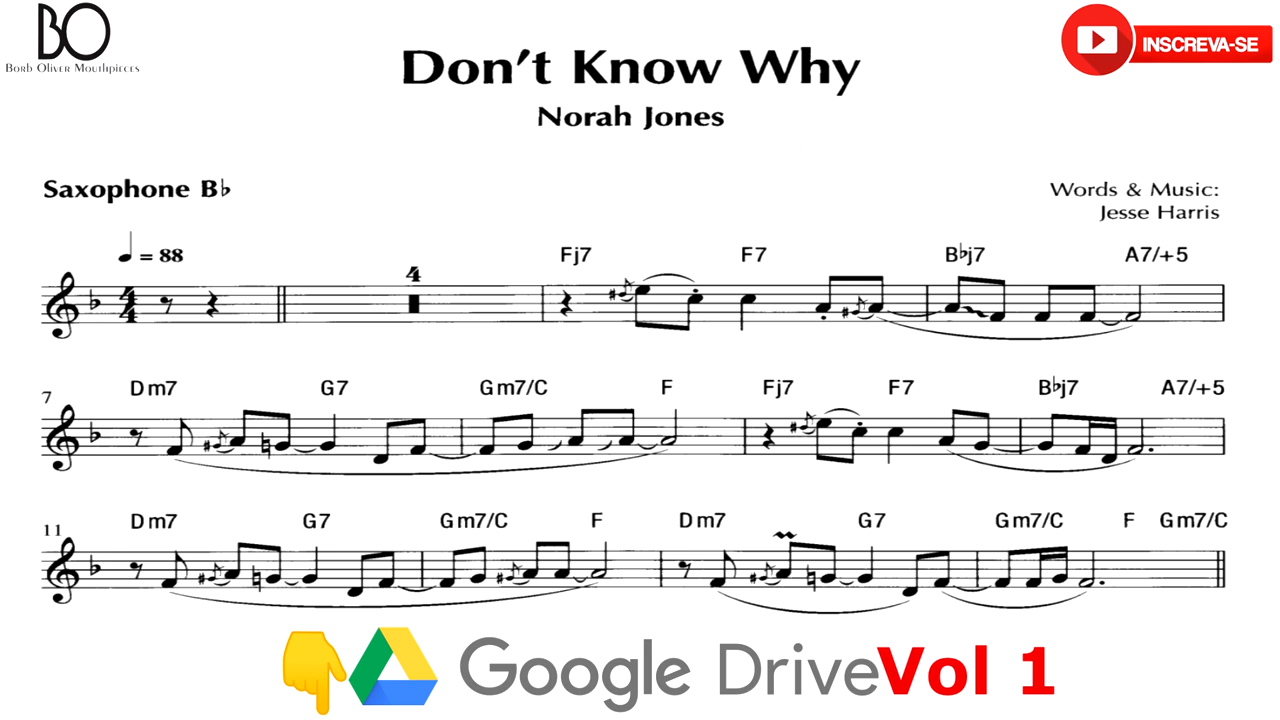 BO
Borb Oliver Mouthpieces
INSCREVA-SE
Don't Know Why
Norah Jones
Saxophone B♭
Words & Music:
Jesse Harris
♩ = 88
4
Fj7 F7 B♭j7 A7/+5
4
4
7
Dm7 G7 Gm7/C F Fj7 F7 B♭j7 A7/+5
11
Dm7 G7 Gm7/C F Dm7 G7 Gm7/C F Gm7/C
Google Drive Vol 1